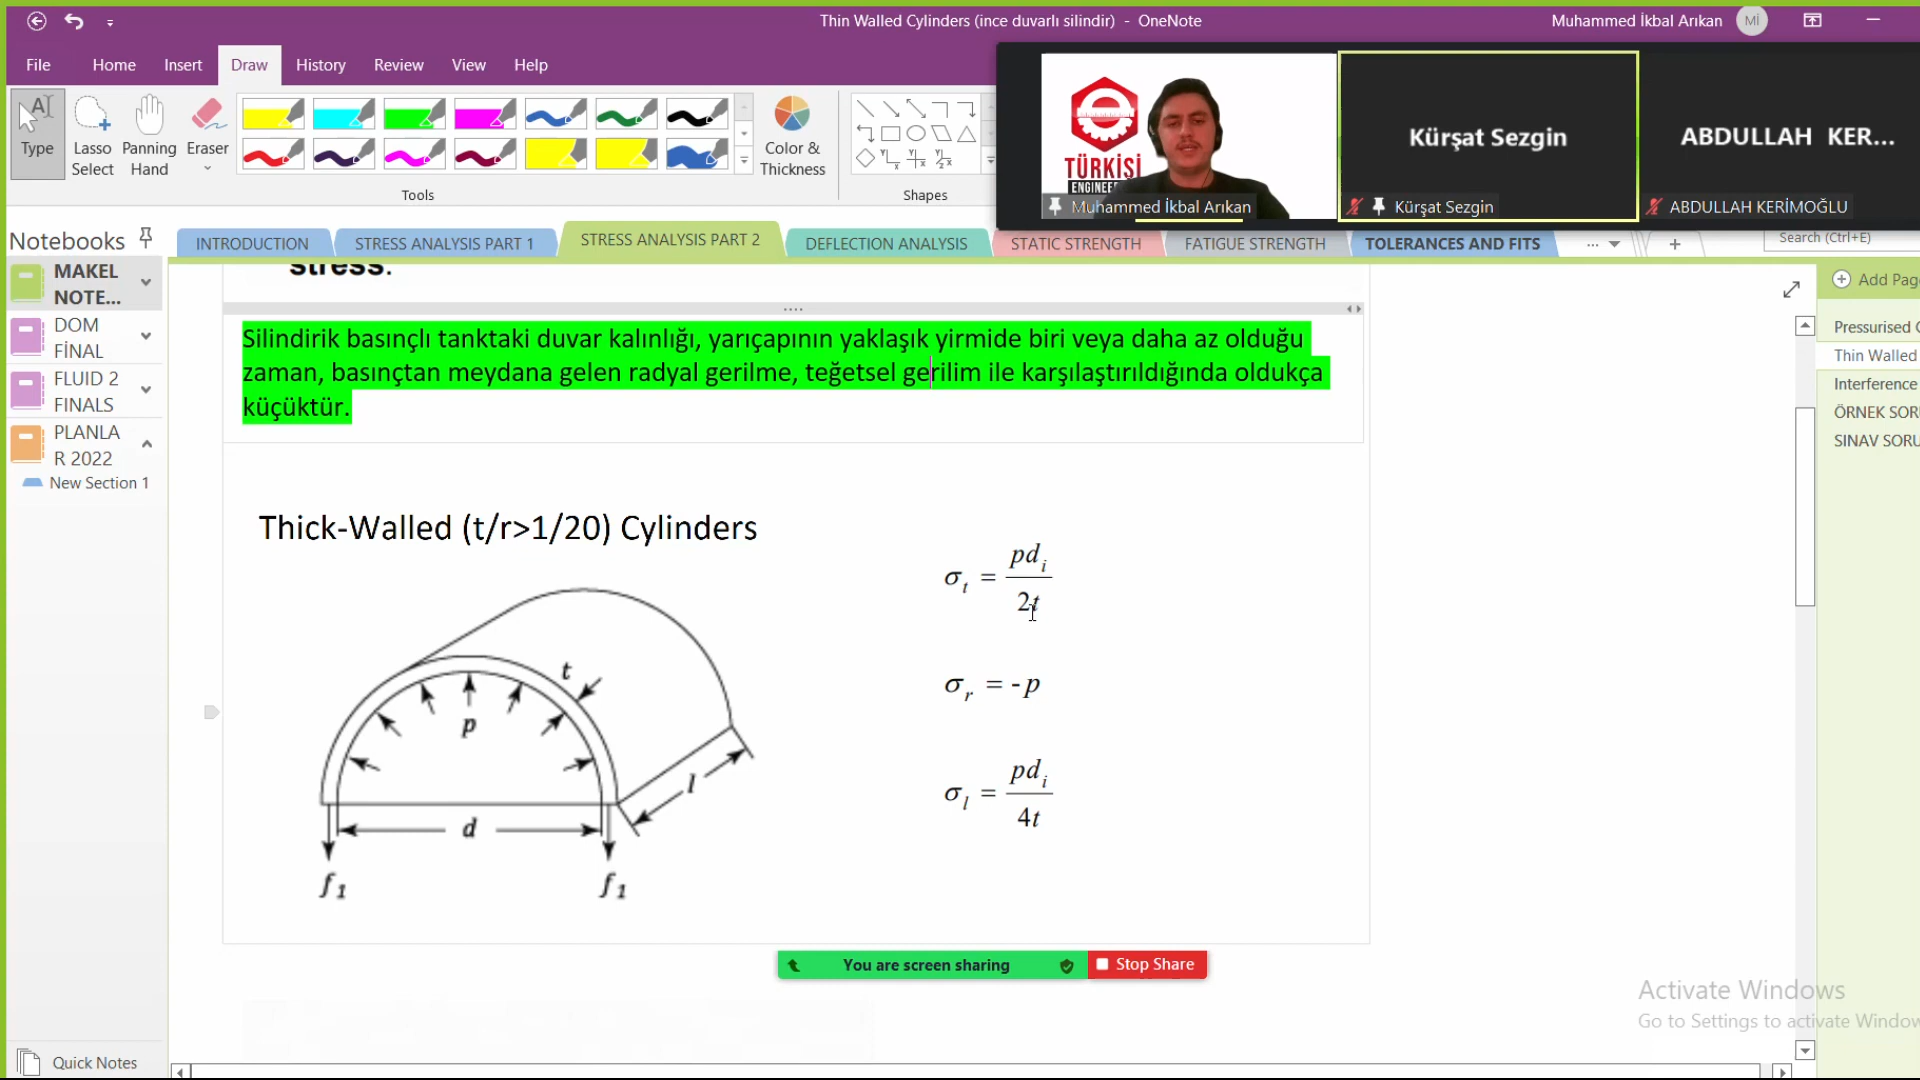 Thin Walled Cylinders (ince duvarlı silindir) - OneNote
Muhammed İkbal Arıkan
Mİ
File
Home
Insert
Draw
History
Review
View
Help
Type
Lasso
Select
Panning
Hand
Eraser
Color &
Thickness
Tools
Shapes
TÜRKİSİ
Muhammed İkbal Arıkan
Kürşat Sezgin
Kürşat Sezgin
ABDULLAH KER...
ABDULLAH KERİMOĞLU
Notebooks
INTRODUCTION
STRESS ANALYSIS PART 1
STRESS ANALYSIS PART 2
DEFLECTION ANALYSIS
STATIC STRENGTH
FATIGUE STRENGTH
TOLERANCES AND FITS
...
Search (Ctrl+E)
MAKEL
NOTE...
DOM
FİNAL
FLUID 2
FINALS
PLANLA
R 2022
New Section 1
Quick Notes
stress.
Silindirik basınçlı tanktaki duvar kalınlığı, yarıçapının yaklaşık yirmide biri veya daha az olduğu
zaman, basınçtan meydana gelen radyal gerilme, teğetsel gerilim ile karşılaştırıldığında oldukça
küçüktür.
Thick-Walled (t/r>1/20) Cylinders
t
p
l
d
f1
f1
σt = pdi / 2t
σr = -p
σl = pdi / 4t
You are screen sharing
Stop Share
Add Pag
Pressurised
Thin Walled
Interference
ÖRNEK SOR
SINAV SORU
Activate Windows
Go to Settings to activate Window